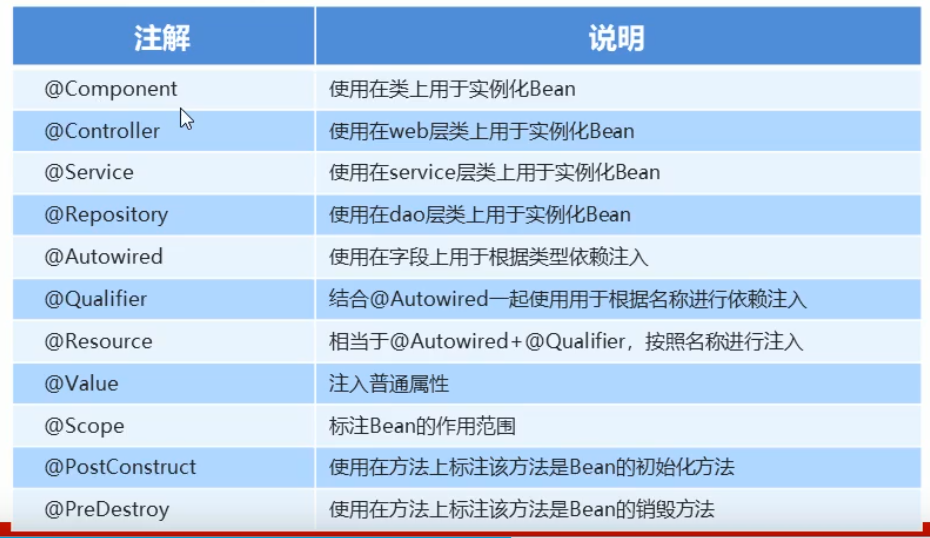 注解 说明
@Component 使用在类上用于实例化Bean
@Controller 使用在web层类上用于实例化Bean
@Service 使用在service层类上用于实例化Bean
@Repository 使用在dao层类上用于实例化Bean
@Autowired 使用在字段上用于根据类型依赖注入
@Qualifier 结合@Autowired一起使用用于根据名称进行依赖注入
@Resource 相当于@Autowired+@Qualifier，按照名称进行注入
@Value 注入普通属性
@Scope 标注Bean的作用范围
@PostConstruct 使用在方法上标注该方法是Bean的初始化方法
@PreDestroy 使用在方法上标注该方法是Bean的销毁方法